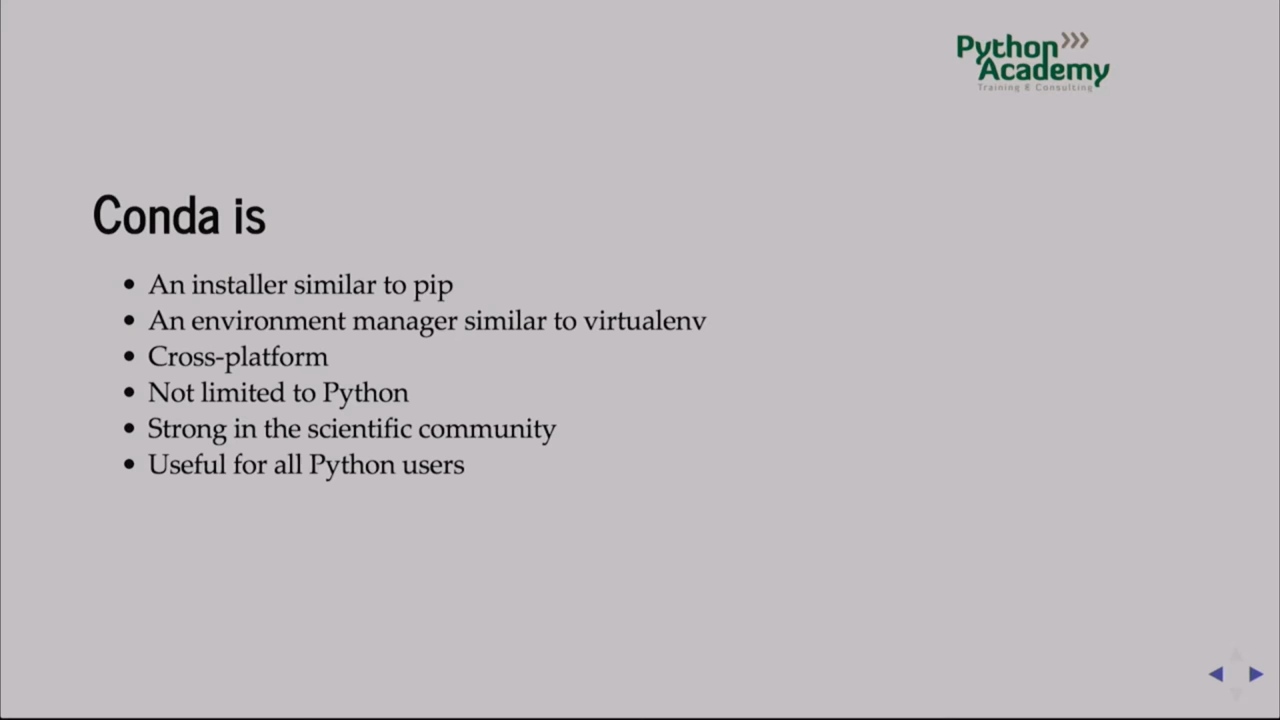 Python
Academy
Training & Consulting
Conda is
• An installer similar to pip
• An environment manager similar to virtualenv
• Cross-platform
• Not limited to Python
• Strong in the scientific community
• Useful for all Python users